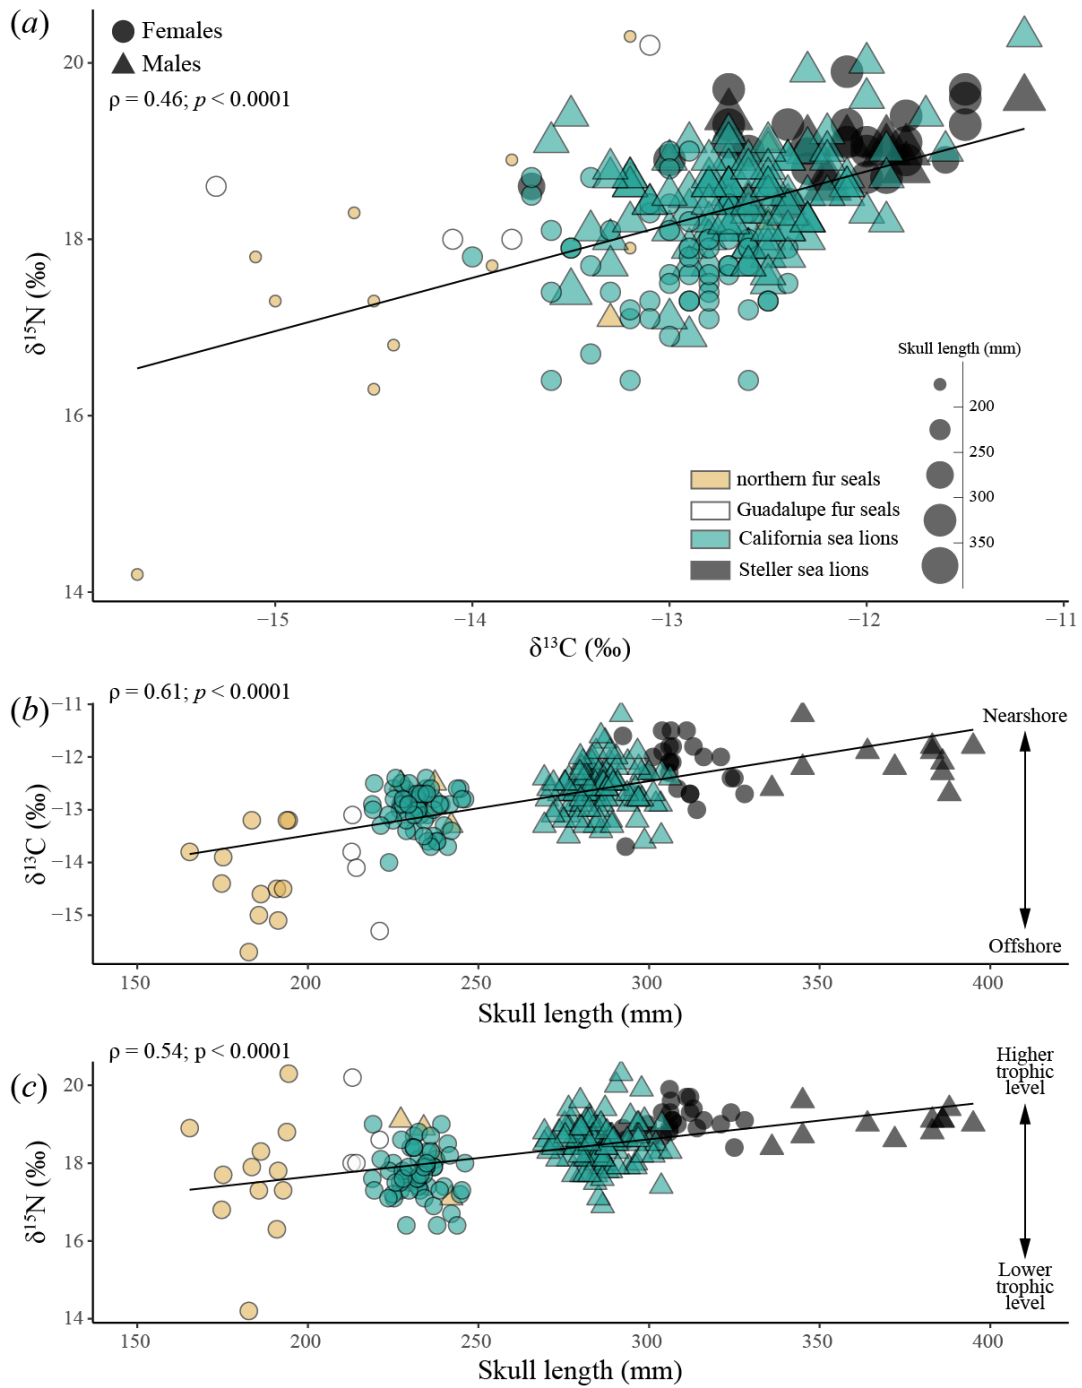 (a)
Females
Males
ρ = 0.46; p < 0.0001
20
18
16
14
δ¹⁵N (‰)
Skull length (mm)
200
250
300
350
northern fur seals
Guadalupe fur seals
California sea lions
Steller sea lions
−15
−14
−13
−12
−11
δ¹³C (‰)
(b)
ρ = 0.61; p < 0.0001
−11
−12
−13
−14
−15
δ¹³C (‰)
Nearshore
Offshore
150
200
250
300
350
400
Skull length (mm)
(c)
ρ = 0.54; p < 0.0001
20
18
16
14
δ¹⁵N (‰)
Higher
trophic
level
Lower
trophic
level
150
200
250
300
350
400
Skull length (mm)